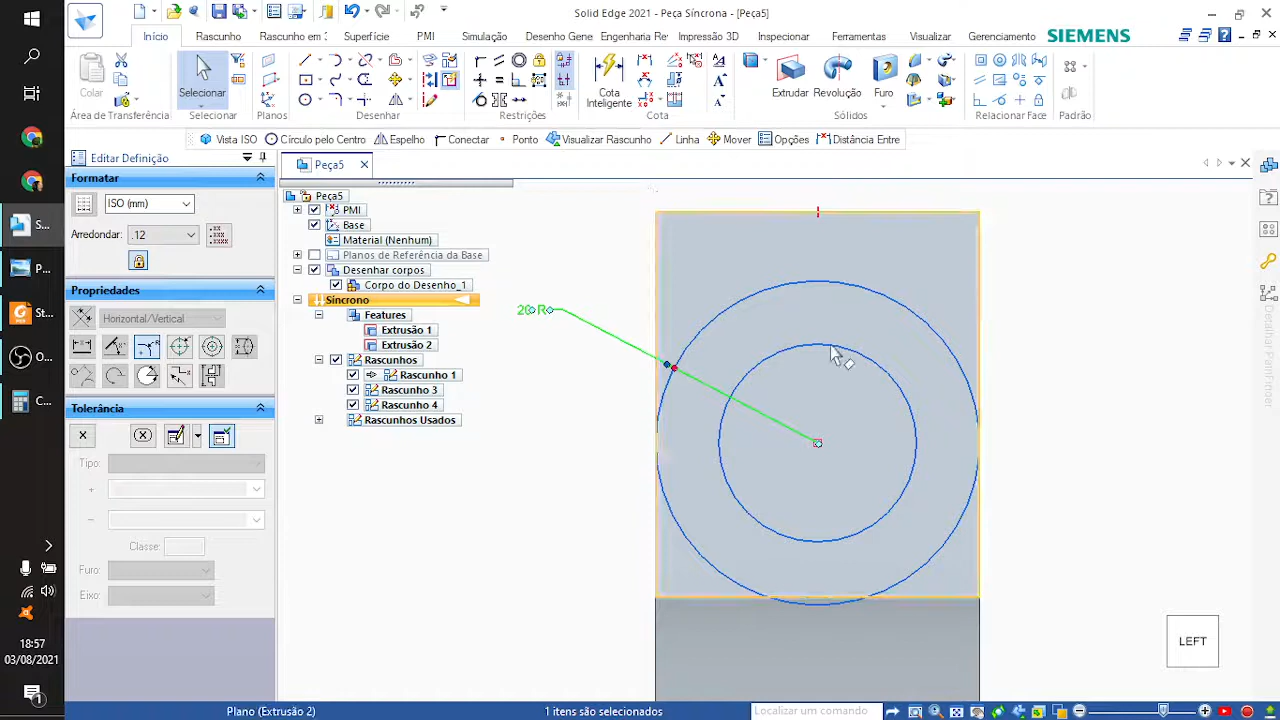 Solid Edge 2021 - Peça Síncrona - [Peça5]
Início
Rascunho
Rascunho em :
Superfície
PMI
Simulação
Desenho Gene
Engenharia Re
Impressão 3D
Inspecionar
Ferramentas
Visualizar
Gerenciamento
SIEMENS
Colar
Selecionar
Cota
Inteligente
Extrudar
Revolução
Furo
Área de Transferência
Selecionar
Planos
Desenhar
Restrições
Cota
Sólidos
Relacionar Face
Padrão
Vista ISO
Círculo pelo Centro
Espelho
Conectar
Ponto
Visualizar Rascunho
Linha
Mover
Opções
Distância Entre
Editar Definição
Formatar
ISO (mm)
Arredondar:
.12
Propriedades
Horizontal/Vertical
Tolerância
Tipo:
+
−
Classe:
Furo:
Eixo:
Peça5
Peça5
PMI
Base
Material (Nenhum)
Planos de Referência da Base
Desenhar corpos
Corpo do Desenho_1
Síncrono
Features
Extrusão 1
Extrusão 2
Rascunhos
Rascunho 1
Rascunho 3
Rascunho 4
Rascunhos Usados
LEFT
Detalhar PathFinder
S...
P...
St...
O...
C...
18:57
03/08/2021
Plano (Extrusão 2)
1 itens são selecionados
Localizar um comando